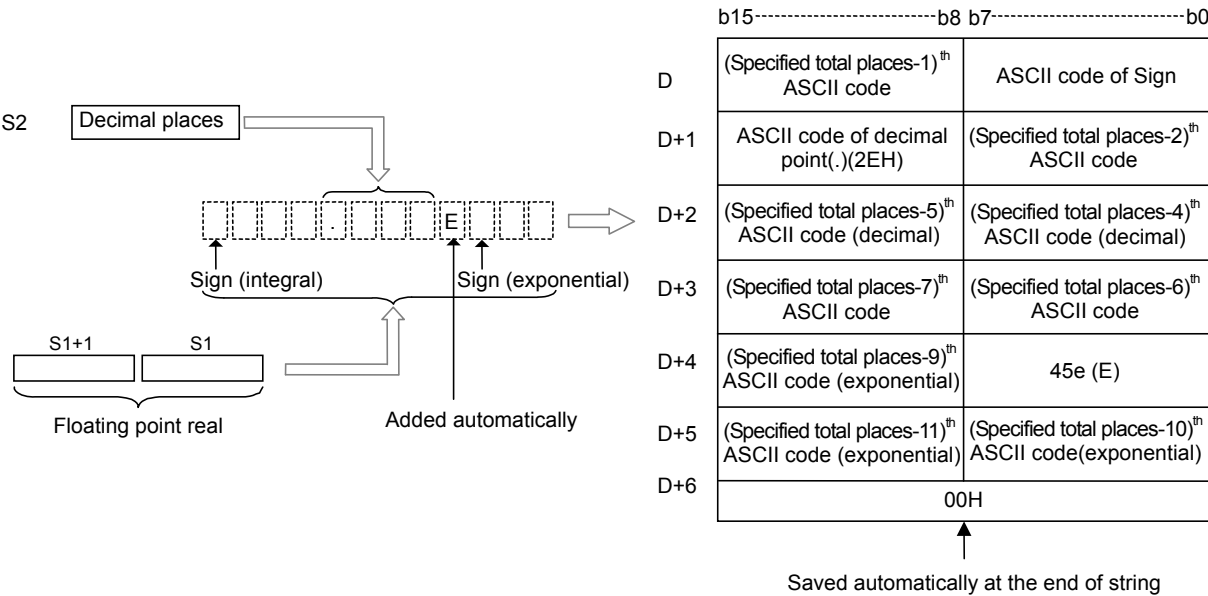 S2
Decimal places
.
E
Sign (integral)
Sign (exponential)
S1+1
S1
Floating point real
Added automatically
b15 b8 b7 b0
D
(Specified total places-1)th
ASCII code
ASCII code of Sign
D+1
ASCII code of decimal
point(.)(2EH)
(Specified total places-2)th
ASCII code
D+2
(Specified total places-5)th
ASCII code (decimal)
(Specified total places-4)th
ASCII code (decimal)
D+3
(Specified total places-7)th
ASCII code
(Specified total places-6)th
ASCII code
D+4
(Specified total places-9)th
ASCII code (exponential)
45e (E)
D+5
(Specified total places-11)th
ASCII code (exponential)
(Specified total places-10)th
ASCII code(exponential)
D+6
00H
Saved automatically at the end of string